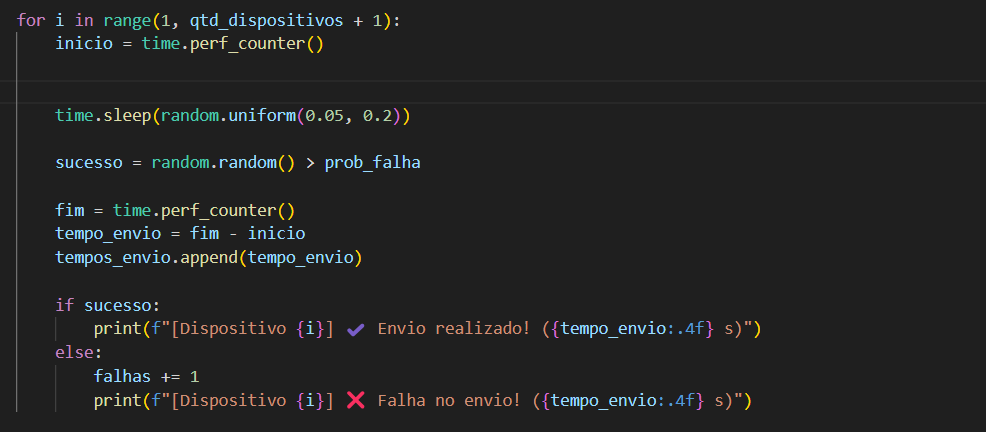 for i in range(1, qtd_dispositivos + 1):
    inicio = time.perf_counter()
    time.sleep(random.uniform(0.05, 0.2))
    sucesso = random.random() > prob_falha
    fim = time.perf_counter()
    tempo_envio = fim - inicio
    tempos_envio.append(tempo_envio)
    if sucesso:
        print(f"[Dispositivo {i}] ✔ Envio realizado! ({tempo_envio:.4f} s)")
    else:
        falhas += 1
        print(f"[Dispositivo {i}] ❌ Falha no envio! ({tempo_envio:.4f} s)")